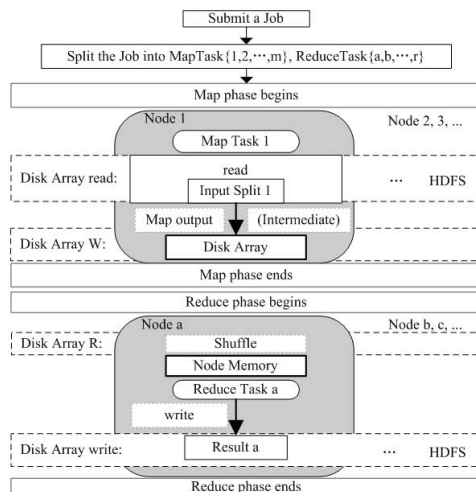 Submit a Job
Split the Job into MapTask{1,2,⋯,m}, ReduceTask{a,b,⋯,r}
Map phase begins
Node 1
Node 2, 3, ...
Map Task 1
Disk Array read:
read
Input Split 1
⋯ HDFS
Map output
(Intermediate)
Disk Array W:
Disk Array
Map phase ends
Reduce phase begins
Node a
Node b, c, ...
Disk Array R:
Shuffle
Node Memory
Reduce Task a
write
Disk Array write:
Result a
⋯ HDFS
Reduce phase ends